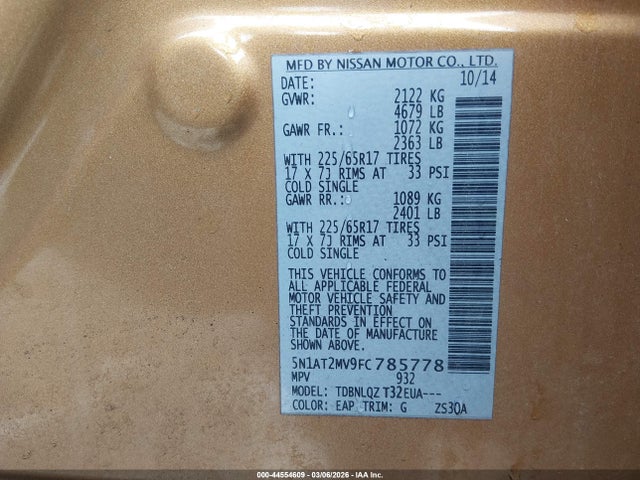 MFD BY NISSAN MOTOR CO., LTD.
DATE: 10/14
GVWR: 2122 KG
4679 LB
GAWR FR.: 1072 KG
2363 LB
WITH 225/65R17 TIRES
17 X 7J RIMS AT 33 PSI
COLD SINGLE
GAWR RR.: 1089 KG
2401 LB
WITH 225/65R17 TIRES
17 X 7J RIMS AT 33 PSI
COLD SINGLE
THIS VEHICLE CONFORMS TO
ALL APPLICABLE FEDERAL
MOTOR VEHICLE SAFETY AND
THEFT PREVENTION
STANDARDS IN EFFECT ON
THE DATE OF MANUFACTURE
SHOWN ABOVE.
5N1AT2MV9FC785778
MPV 932
MODEL: TDBNLQZ T32EUA---
COLOR: EAP TRIM: G ZS30A
000-44554609 - 03/06/2026 - IAA Inc.